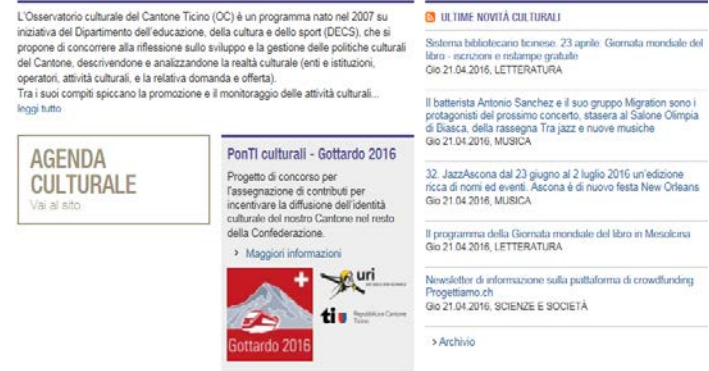 L'Osservatorio culturale del Cantone Ticino (OC) è un programma nato nel 2007 su
iniziativa del Dipartimento dell'educazione, della cultura e dello sport (DECS), che si
propone di concorrere alla riflessione sullo sviluppo e la gestione delle politiche culturali
del Cantone, descrivendone e analizzandone la realtà culturale (enti e istituzioni,
operatori, attività culturali, e la relativa domanda e offerta).
Tra i suoi compiti spiccano la promozione e il monitoraggio delle attività culturali...
leggi tutto
AGENDA
CULTURALE
Vai al sito
PonTI culturali - Gottardo 2016
Progetto di concorso per
l'assegnazione di contributi per
incentivare la diffusione dell'identità
culturale del nostro Cantone nel resto
della Confederazione.
> Maggiori informazioni
Gottardo 2016
uri
ti
Repubblica e Cantone
Ticino
ULTIME NOVITÀ CULTURALI
Sistema bibliotecario ticinese. 23 aprile: Giornata mondiale del
libro - iscrizioni e ristampe gratuite
Gio 21.04.2016, LETTERATURA
Il batterista Antonio Sanchez e il suo gruppo Migration sono i
protagonisti del prossimo concerto, stasera al Salone Olimpia
di Biasca, della rassegna Tra jazz e nuove musiche
Gio 21.04.2016, MUSICA
32. JazzAscona dal 23 giugno al 2 luglio 2016 un'edizione
ricca di nomi ed eventi. Ascona è di nuovo festa New Orleans
Gio 21.04.2016, MUSICA
Il programma della Giornata mondiale del libro in Mesolcina
Gio 21.04.2016, LETTERATURA
Newsletter di informazione sulla piattaforma di crowdfunding
Progettiamo.ch
Gio 21.04.2016, SCIENZE E SOCIETÀ
> Archivio